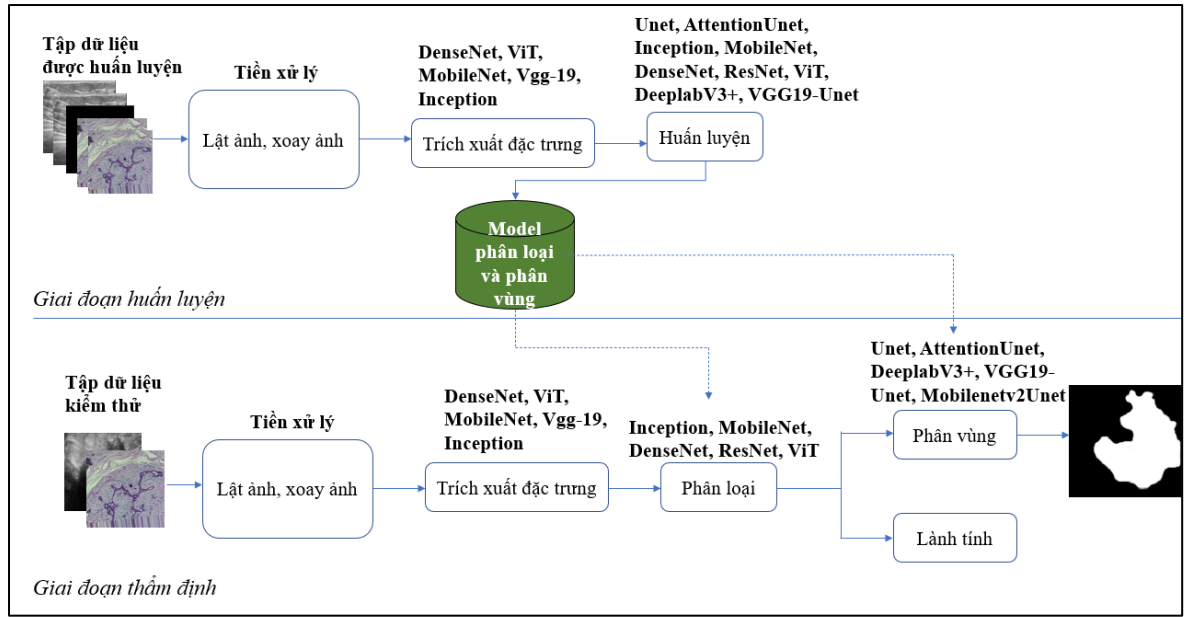 Tập dữ liệu
được huấn luyện
Tiền xử lý
Lật ảnh, xoay ảnh
DenseNet, ViT,
MobileNet, Vgg-19,
Inception
Trích xuất đặc trưng
Unet, AttentionUnet,
Inception, MobileNet,
DenseNet, ResNet, ViT,
DeeplabV3+, VGG19-Unet
Huấn luyện
Model
phân loại
và phân
vùng
Giai đoạn huấn luyện
Tập dữ liệu
kiểm thử
Tiền xử lý
Lật ảnh, xoay ảnh
DenseNet, ViT,
MobileNet, Vgg-19,
Inception
Trích xuất đặc trưng
Inception, MobileNet,
DenseNet, ResNet, ViT
Phân loại
Unet, AttentionUnet,
DeeplabV3+, VGG19-
Unet, Mobilenetv2Unet
Phân vùng
Lành tính
Giai đoạn thẩm định